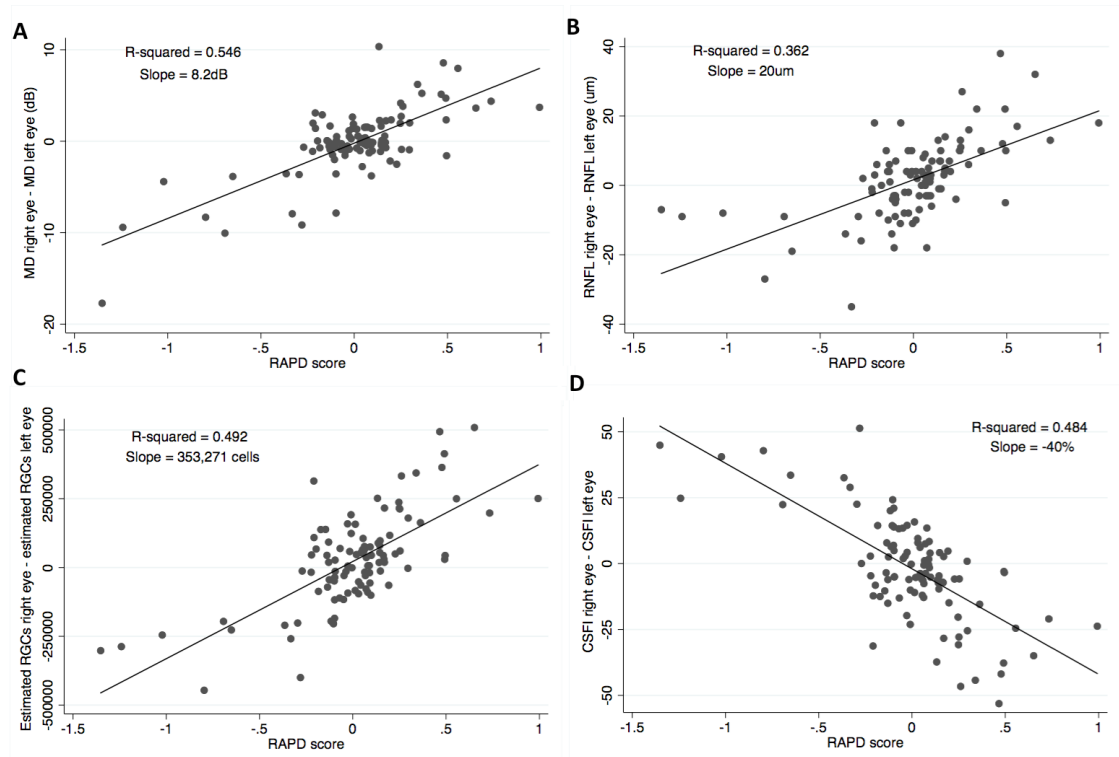 A
R-squared = 0.546
Slope = 8.2dB
MD right eye - MD left eye (dB)
10
0
-10
-20
-1.5 -1 -.5 0 .5 1
RAPD score
B
R-squared = 0.362
Slope = 20um
RNFL right eye - RNFL left eye (um)
40
20
0
-20
-40
-1.5 -1 -.5 0 .5 1
RAPD score
C
R-squared = 0.492
Slope = 353,271 cells
Estimated RGCs right eye - estimated RGCs left eye
500000
250000
0
-250000
-500000
-1.5 -1 -.5 0 .5 1
RAPD score
D
R-squared = 0.484
Slope = -40%
CSFI right eye - CSFI left eye
50
25
0
-25
-50
-1.5 -1 -.5 0 .5 1
RAPD score